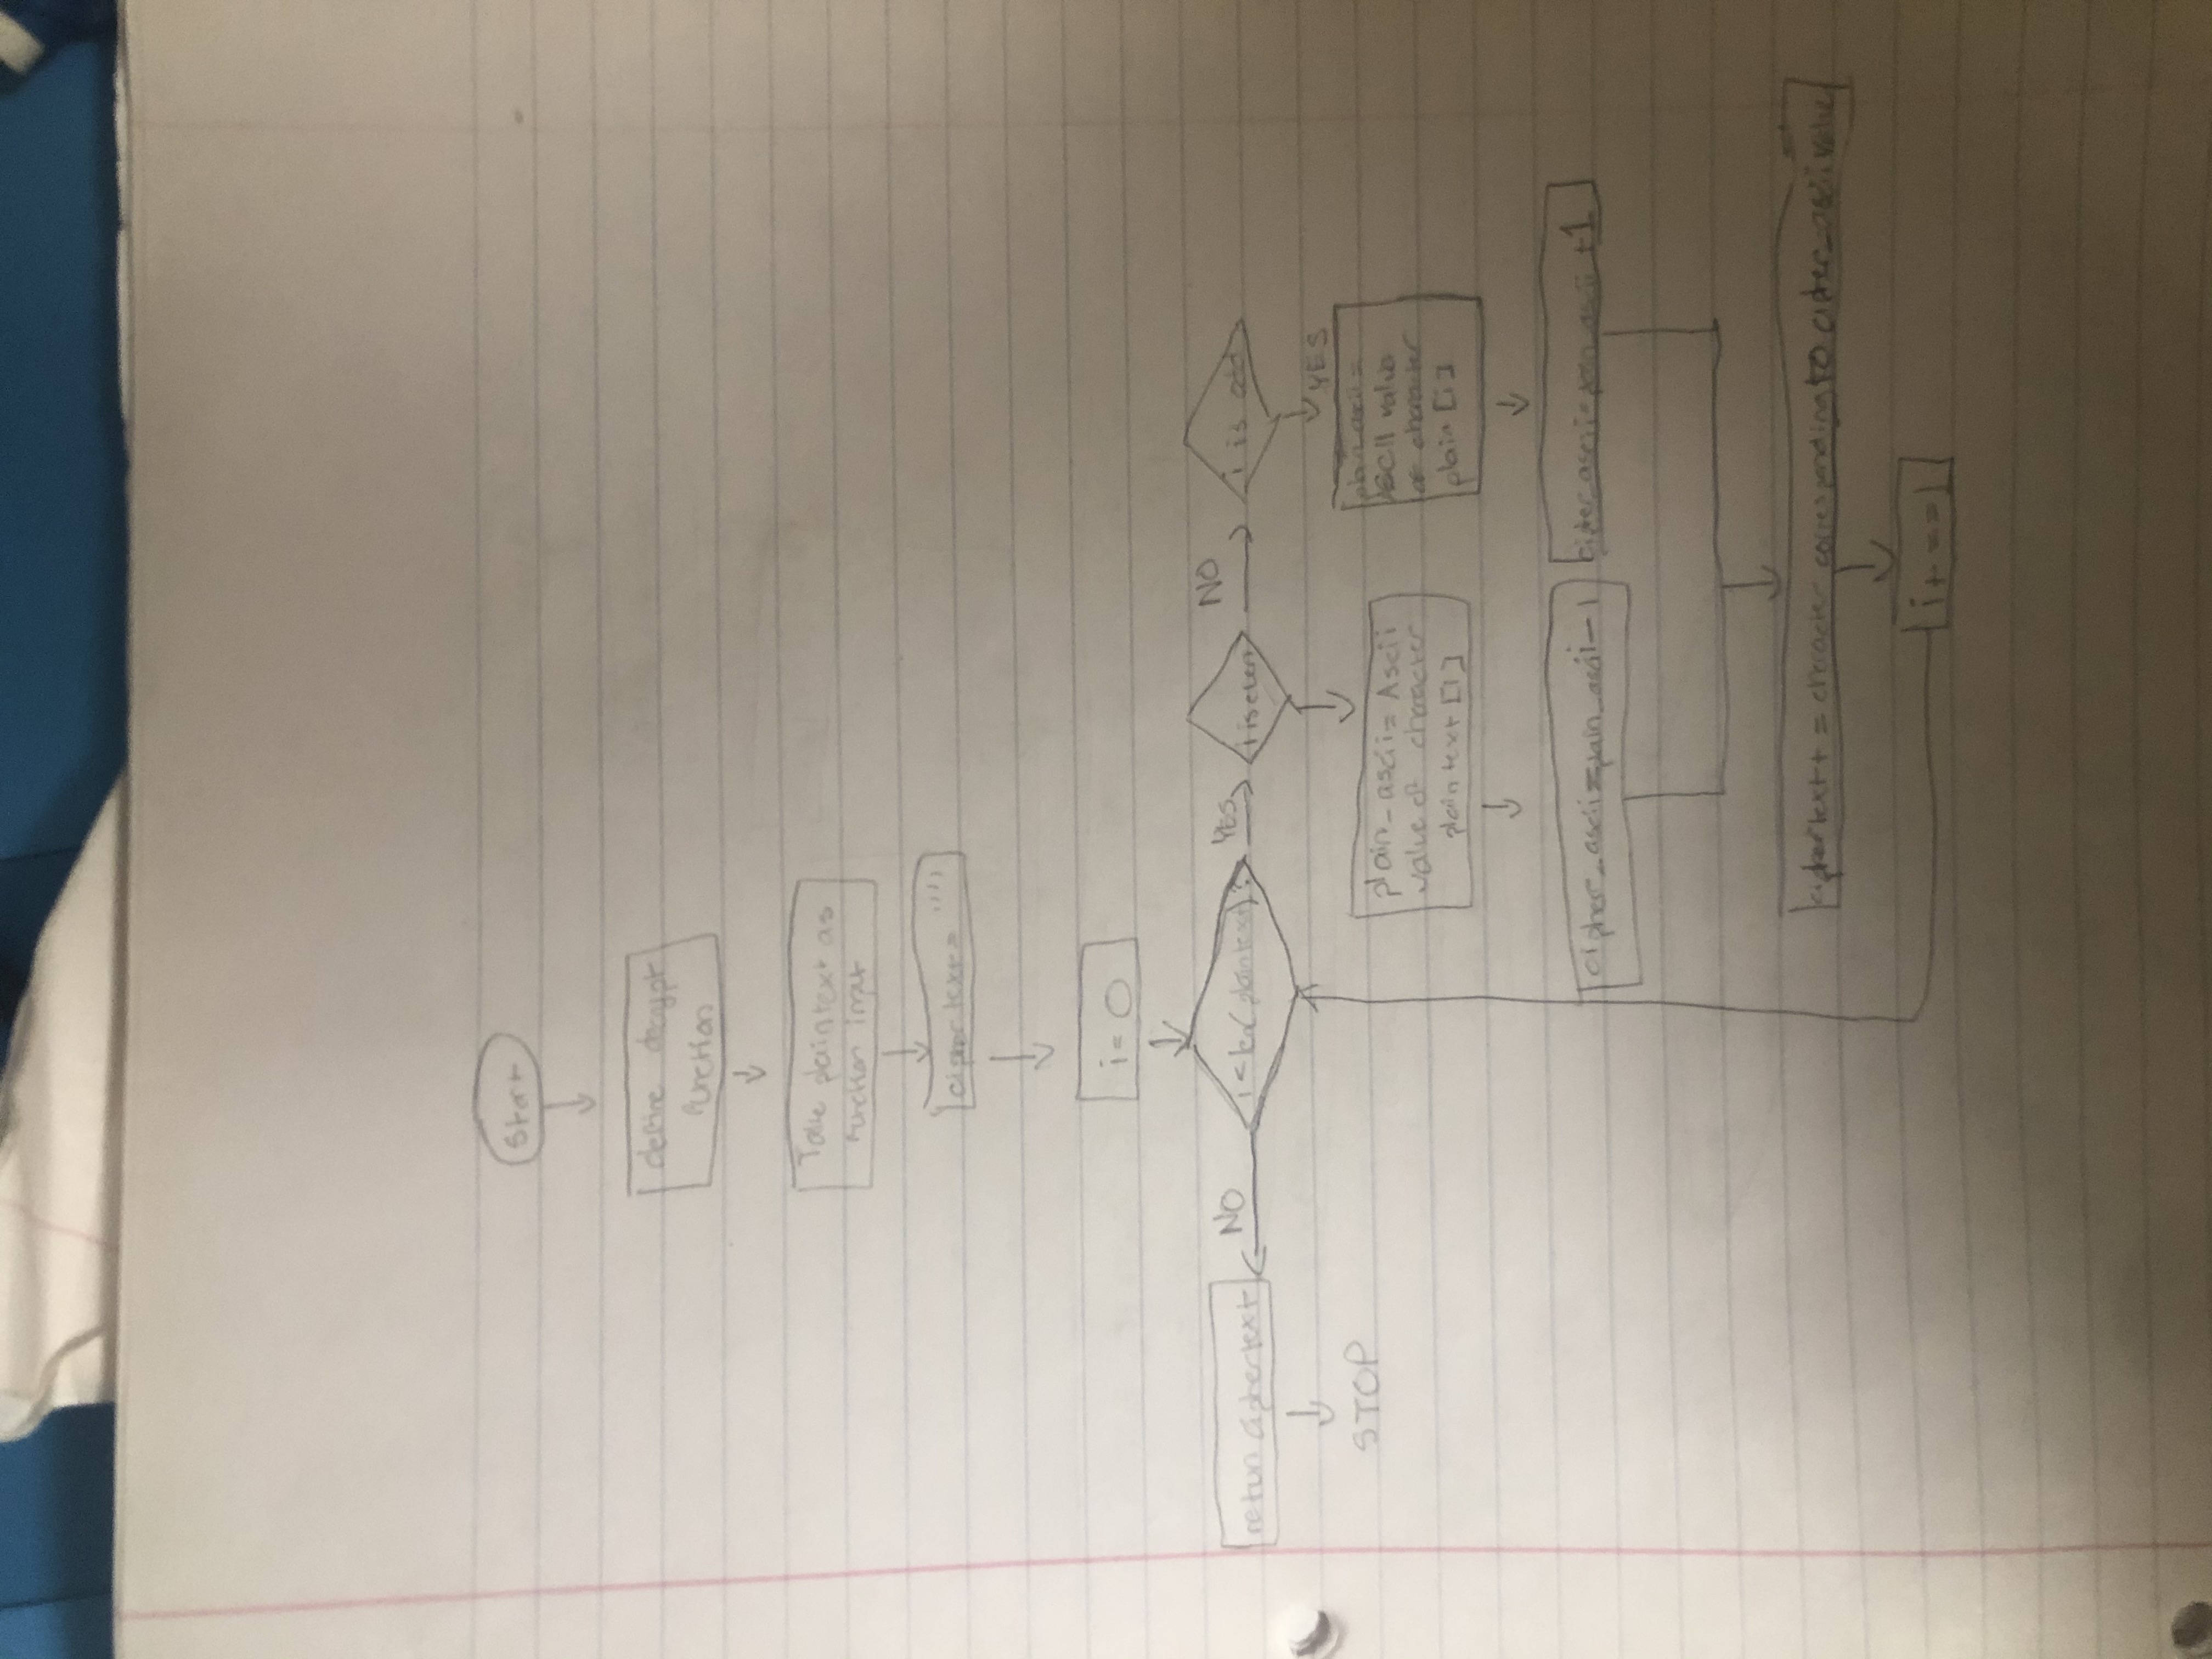 Start
define decrypt
function
Take plaintext as
function input
ciphertext = ""
i = 0
i < len(plaintext)?
NO
return ciphertext
STOP
YES
i is even
NO
i is odd
YES
plain_ascii = Ascii
value of character
plaintext [i]
plain_ascii =
ASCII value
of character
plain [i]
cipher_ascii = plain_ascii - 1
cipher_ascii = plain_ascii + 1
ciphertext + = character corresponding to cipher_ascii value
i + = = 1